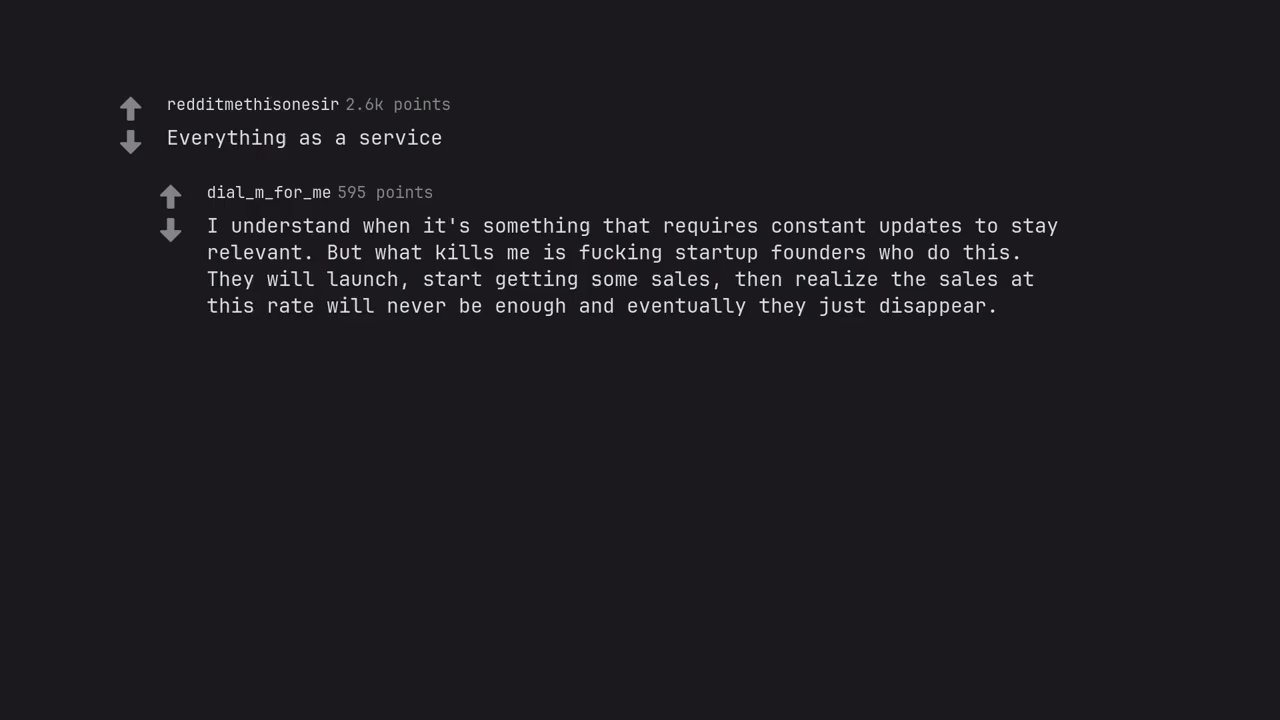 redditmethisonesir 2.6k points
Everything as a service
dial_m_for_me 595 points
I understand when it's something that requires constant updates to stay
relevant. But what kills me is fucking startup founders who do this.
They will launch, start getting some sales, then realize the sales at
this rate will never be enough and eventually they just disappear.